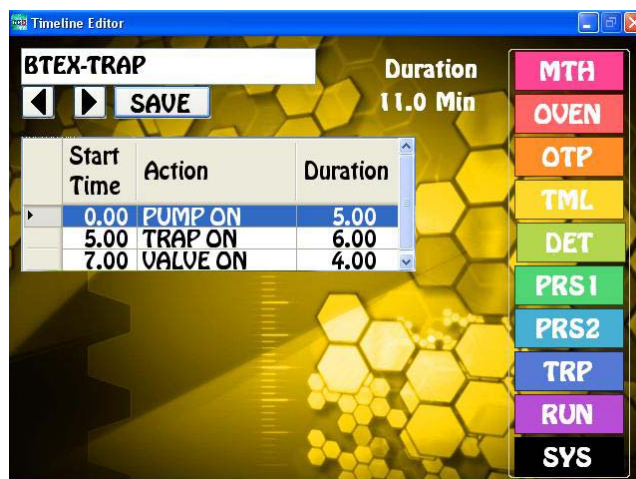 Timeline Editor
BTEX-TRAP
Duration
11.0 Min
SAVE
Start Time Action Duration
0.00 PUMP ON 5.00
5.00 TRAP ON 6.00
7.00 VALVE ON 4.00
MTH
OVEN
OTP
TML
DET
PRS1
PRS2
TRP
RUN
SYS